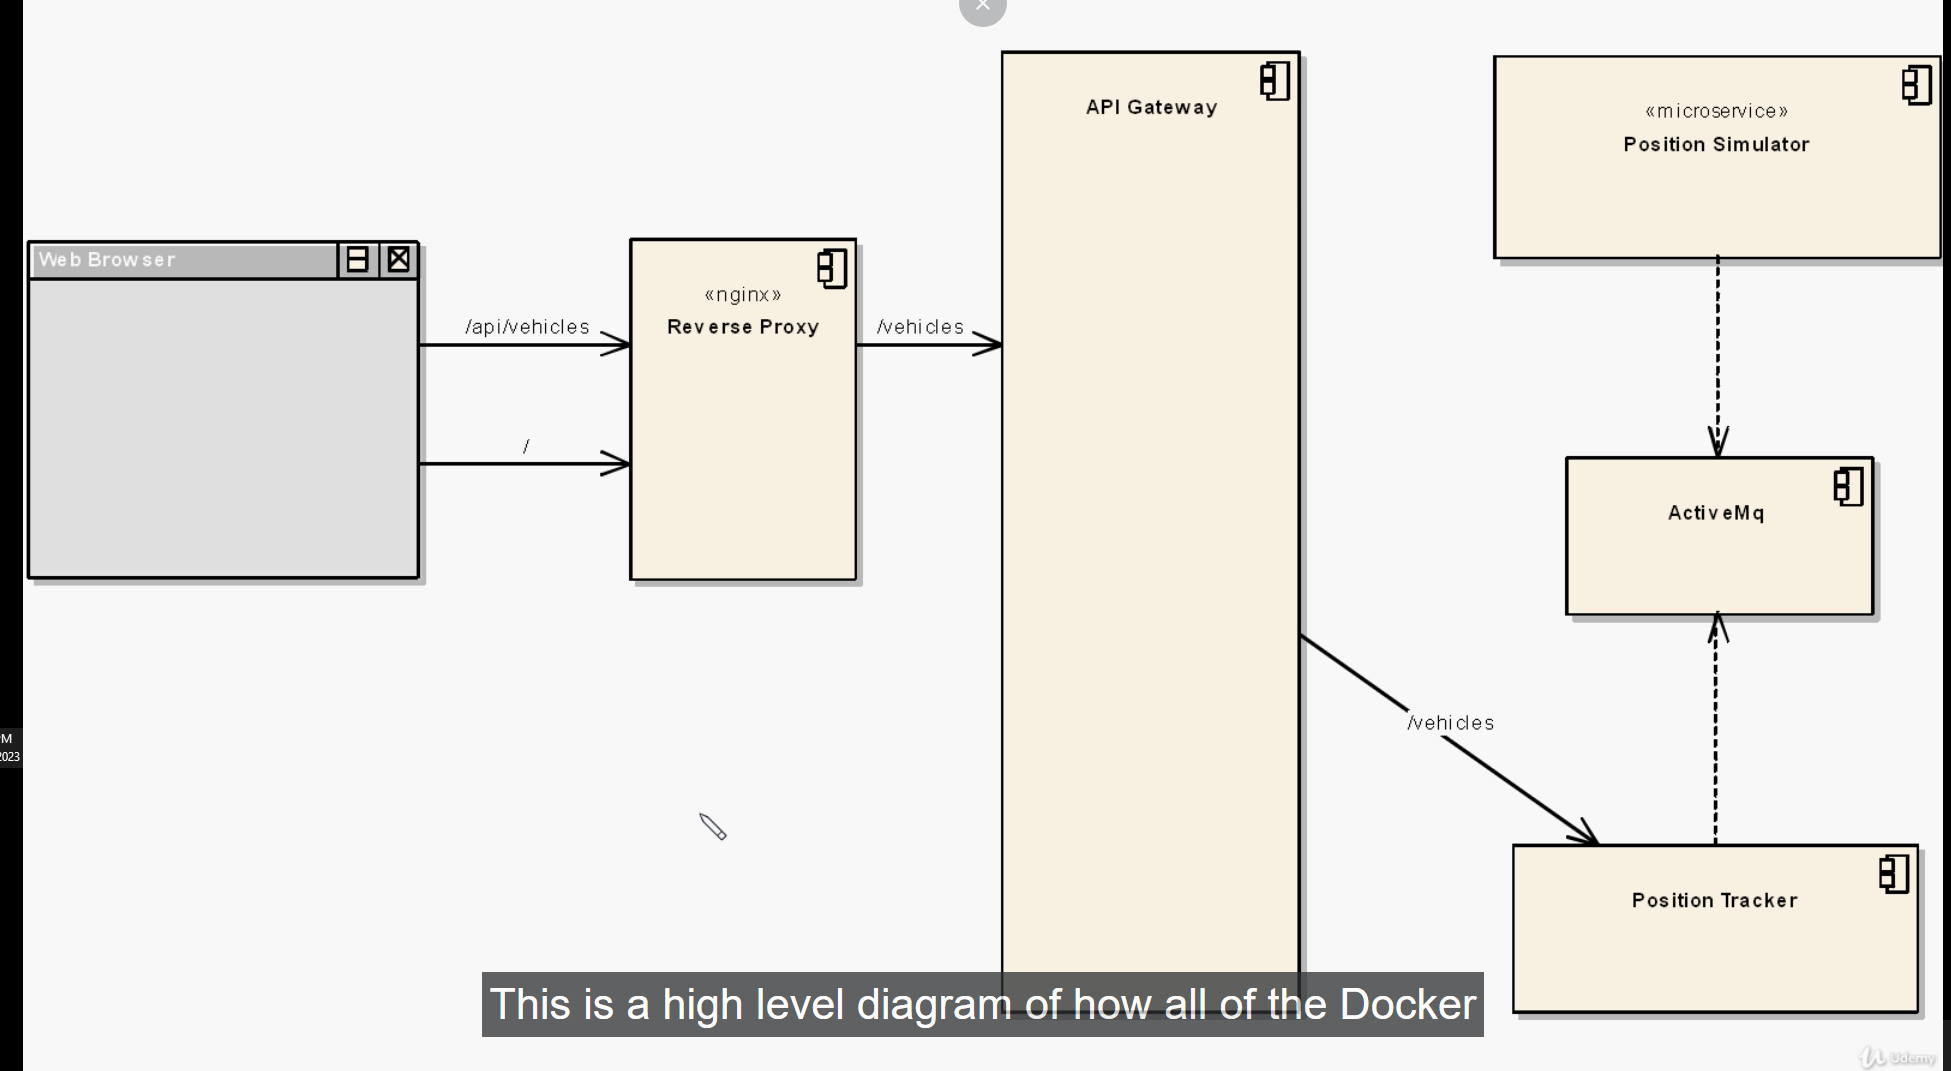 API Gateway
«microservice»
Position Simulator
Web Browser
«nginx»
Reverse Proxy
/api/vehicles
/vehicles
/
ActiveMq
/vehicles
PM
2023
Position Tracker
This is a high level diagram of how all of the Docker
Udemy